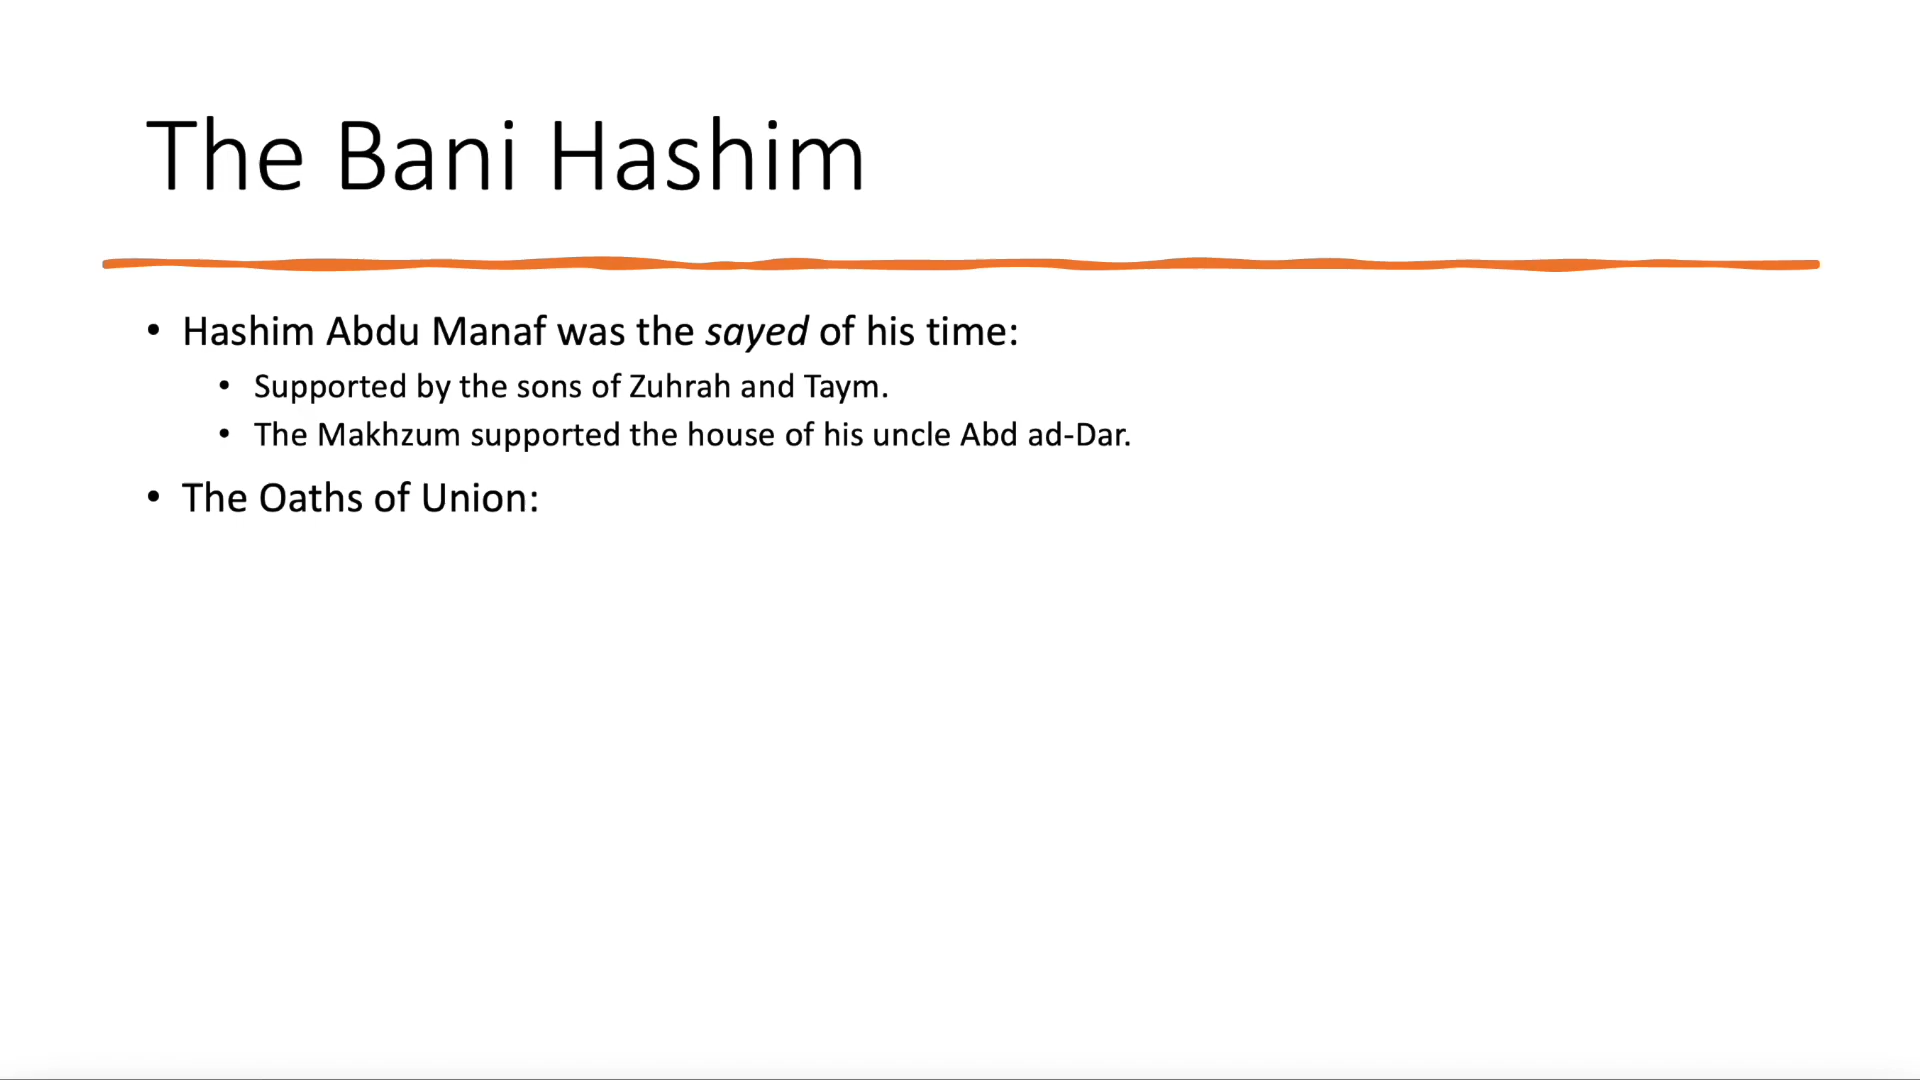 The Bani Hashim
• Hashim Abdu Manaf was the sayed of his time:
• Supported by the sons of Zuhrah and Taym.
• The Makhzum supported the house of his uncle Abd ad-Dar.
• The Oaths of Union: